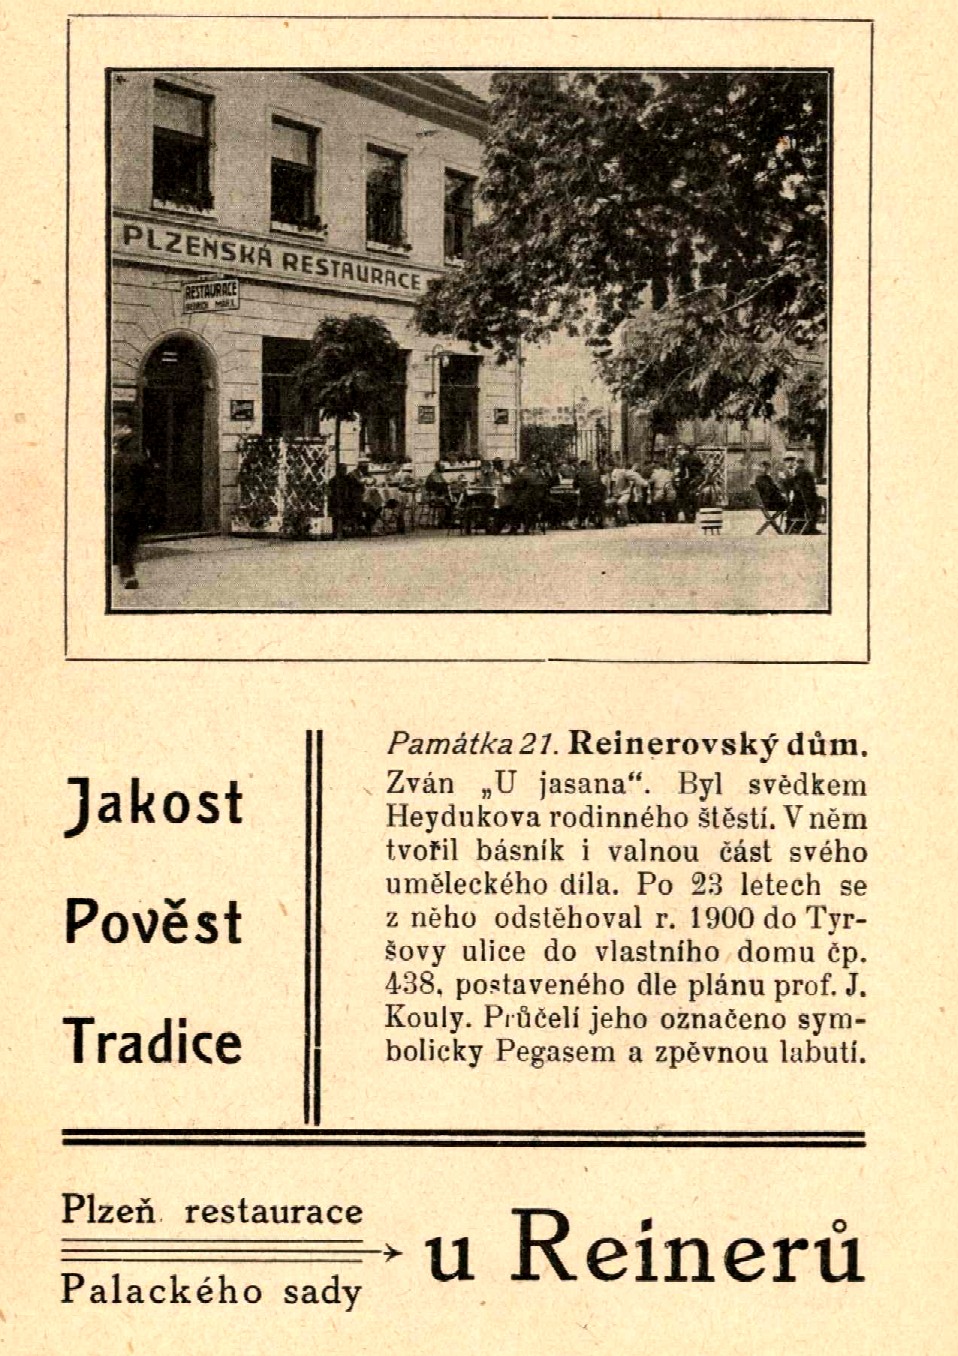 PLZEŇSKÁ RESTAURACE
RESTAURACE
Památka 21. Reinerovský dům.
Zván „U jasana“. Byl svědkem
Heydukova rodinného štěstí. V něm
tvořil básník i valnou část svého
uměleckého díla. Po 23 letech se
z něho odstěhoval r. 1900 do Tyr-
šovy ulice do vlastního domu čp.
438, postaveného dle plánu prof. J.
Kouly. Průčelí jeho označeno sym-
bolicky Pegasem a zpěvnou labutí.
Jakost
Pověst
Tradice
Plzeň restaurace
Palackého sady
u Reinerů